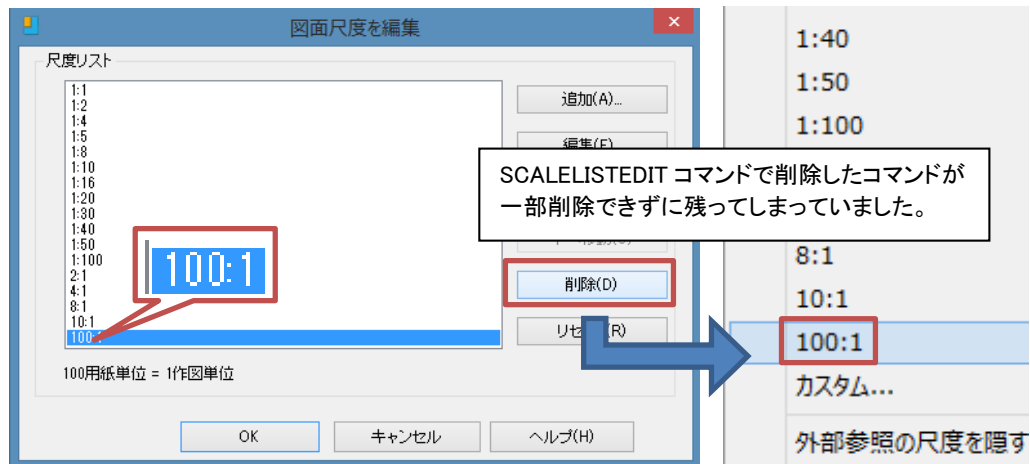 図面尺度を編集
尺度リスト
1:1
1:2
1:4
1:5
1:8
1:10
1:16
1:20
1:30
1:40
1:50
1:100
2:1
4:1
8:1
10:1
100:1
100:1
追加(A)...
編集(E)...
削除(D)
リセ (R)
100用紙単位 = 1作図単位
OK
キャンセル
ヘルプ(H)
SCALELISTEDIT コマンドで削除したコマンドが
一部削除できずに残ってしまっていました。
1:40
1:50
1:100
8:1
10:1
100:1
カスタム...
外部参照の尺度を隠す